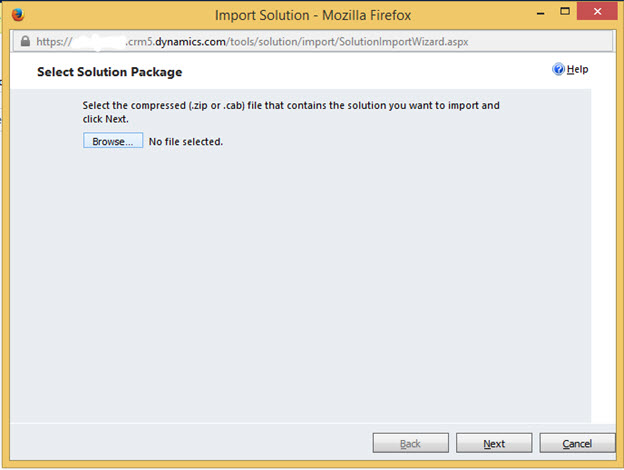 Import Solution - Mozilla Firefox
https:// .crm5.dynamics.com/tools/solution/import/SolutionImportWizard.aspx
Select Solution Package
Help
Select the compressed (.zip or .cab) file that contains the solution you want to import and
click Next.
Browse... No file selected.
Back Next Cancel